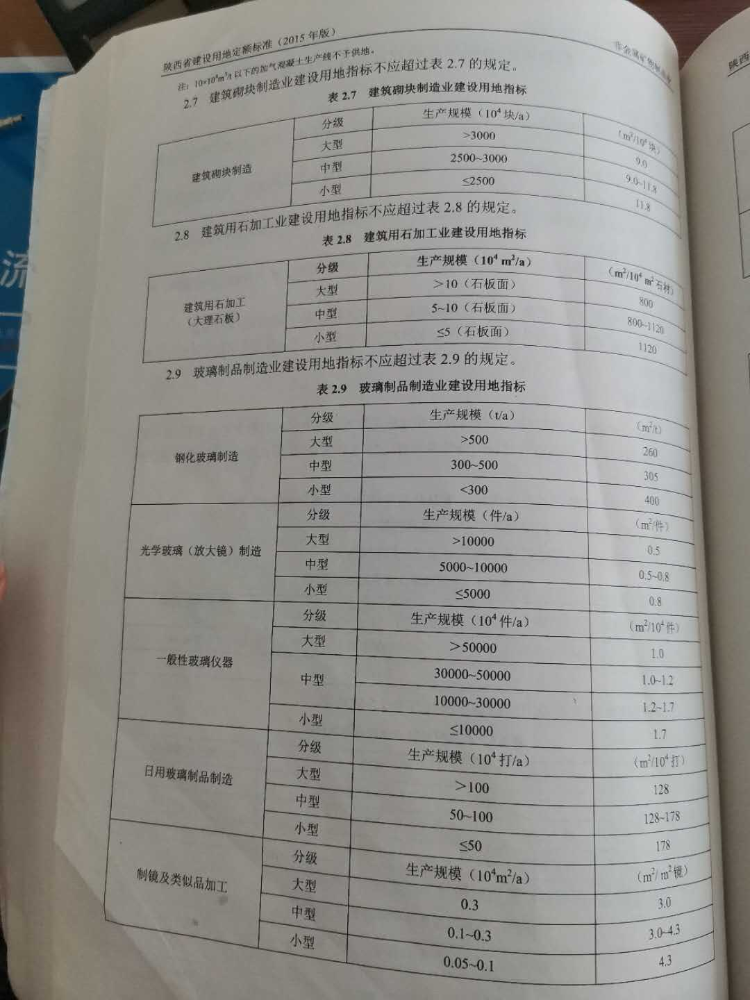 陕西省建设用地定额标准（2015 年版） 非金属矿物制品业
注：10×10⁴m³/a 以下的加气混凝土生产线不予供地。
2.7 建筑砌块制造业建设用地指标不应超过表 2.7 的规定。
表 2.7 建筑砌块制造业建设用地指标
建筑砌块制造
分级 生产规模（10⁴ 块/a） （m²/10⁴ 块）
大型 >3000 9.0
中型 2500~3000 9.0~11.8
小型 ≤2500 11.8
2.8 建筑用石加工业建设用地指标不应超过表 2.8 的规定。
表 2.8 建筑用石加工业建设用地指标
建筑用石加工
（大理石板）
分级 生产规模（10⁴ m²/a） （m²/10⁴ m² 石材）
大型 >10（石板面） 800
中型 5~10（石板面） 800~1120
小型 ≤5（石板面） 1120
2.9 玻璃制品制造业建设用地指标不应超过表 2.9 的规定。
表 2.9 玻璃制品制造业建设用地指标
钢化玻璃制造
分级 生产规模（t/a） （m²/t）
大型 >500 260
中型 300~500 305
小型 <300 400
光学玻璃（放大镜）制造
分级 生产规模（件/a） （m²/件）
大型 >10000 0.5
中型 5000~10000 0.5~0.8
小型 ≤5000 0.8
一般性玻璃仪器
分级 生产规模（10⁴ 件/a） （m²/10⁴ 件）
大型 >50000 1.0
中型 30000~50000 1.0~1.2
10000~30000 1.2~1.7
小型 ≤10000 1.7
日用玻璃制品制造
分级 生产规模（10⁴ 打/a） （m²/10⁴ 打）
大型 >100 128
中型 50~100 128~178
小型 ≤50 178
制镜及类似品加工
分级 生产规模（10⁴m²/a） （m²/ m² 镜）
大型 0.3 3.0
中型 0.1~0.3 3.0~4.3
小型 0.05~0.1 4.3
陕西
流